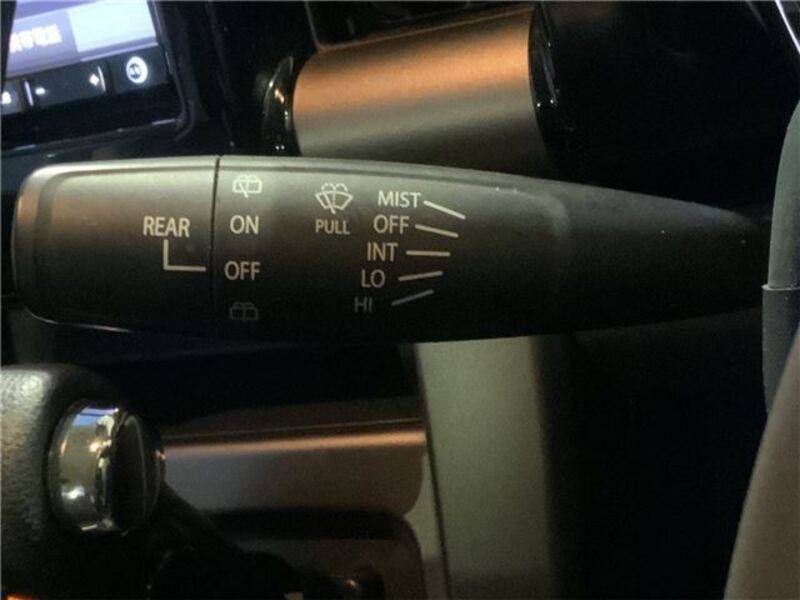 REAR
ON
OFF
PULL
MIST
OFF
INT
LO
HI